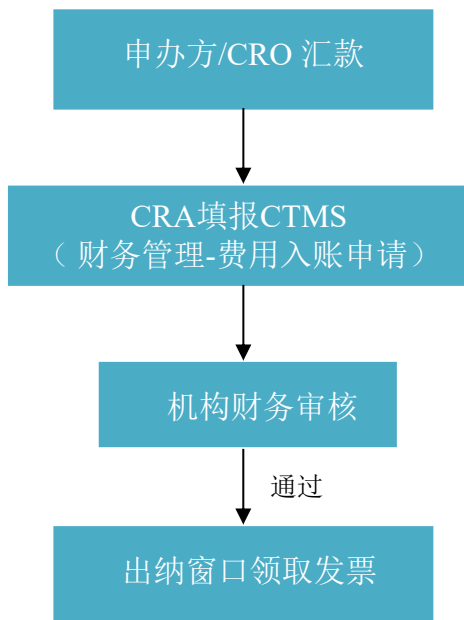 申办方/CRO 汇款
CRA填报CTMS
（ 财务管理-费用入账申请）
机构财务审核
通过
出纳窗口领取发票